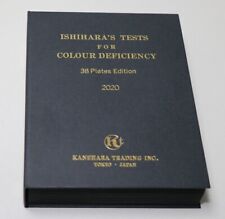 ISHIHARA'S TESTS
FOR
COLOUR DEFICIENCY
38 Plates Edition
2020
K
KANEHARA TRADING INC.
TOKYO · JAPAN